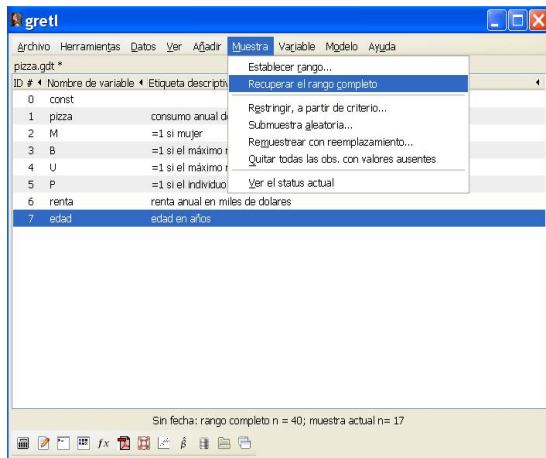 gretl
Archivo Herramientas Datos Ver Añadir Muestra Variable Modelo Ayuda
pizza.gdt *
ID # Nombre de variable Etiqueta descriptiv
0 const
1 pizza consumo anual d
2 M =1 si mujer
3 B =1 si el máximo
4 U =1 si el máximo
5 P =1 si el individuo
6 renta renta anual en miles de dolares
7 edad edad en años
Establecer rango...
Recuperar el rango completo
Restringir, a partir de criterio...
Submuestra aleatoria...
Remuestrear con reemplazamiento...
Quitar todas las obs. con valores ausentes
Ver el status actual
Sin fecha: rango completo n = 40; muestra actual n= 17
fx
β̂